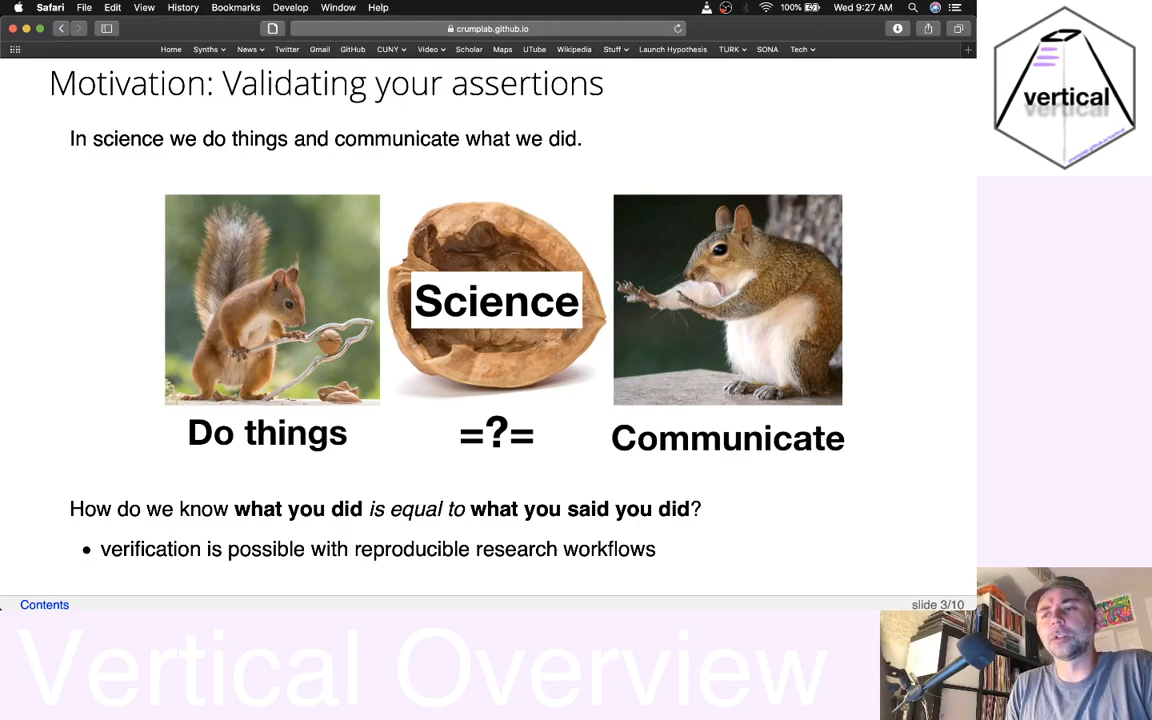 Safari File Edit View History Bookmarks Develop Window Help 100% Wed 9:27 AM
crumplab.github.io
Home Synths News Twitter Gmail GitHub CUNY Video Scholar Maps UTube Wikipedia Stuff Launch Hypothesis TURK SONA Tech
Motivation: Validating your assertions
In science we do things and communicate what we did.
Science
Do things =?= Communicate
How do we know what you did is equal to what you said you did?
• verification is possible with reproducible research workflows
Contents slide 3/10
vertical
crumplab.github.io/vertical
Vertical Overview